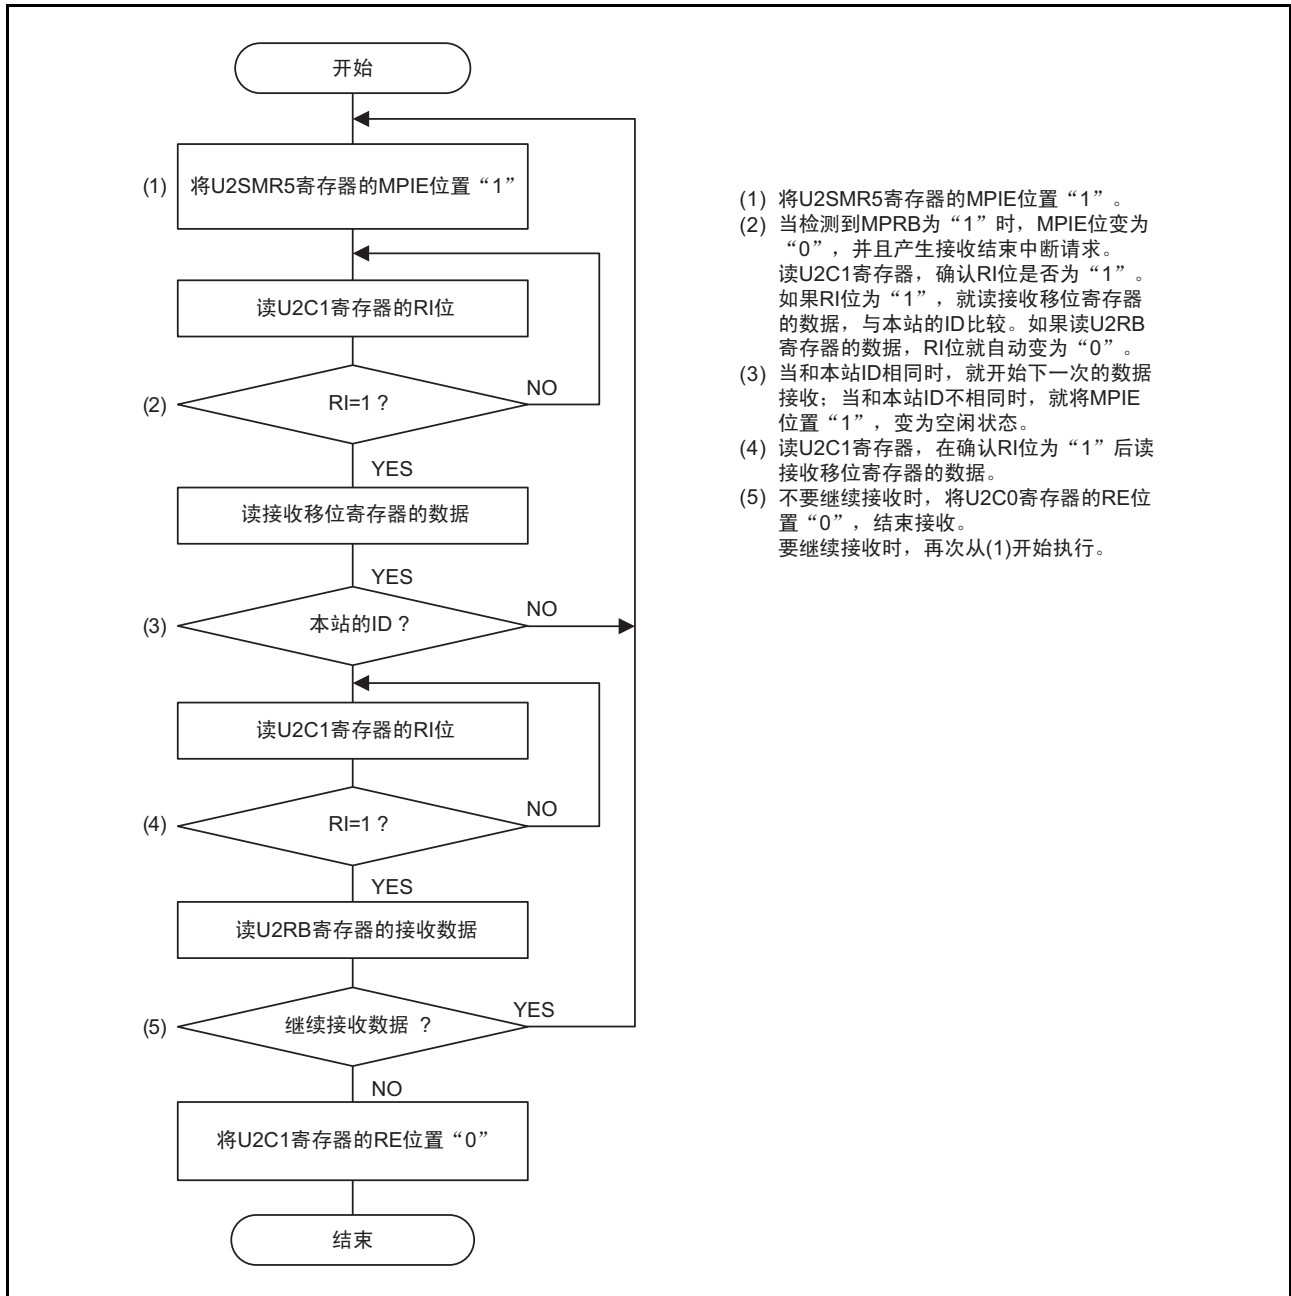 开始
(1)
将U2SMR5寄存器的MPIE位置“1”
读U2C1寄存器的RI位
(2)
RI=1 ?
NO
YES
读接收移位寄存器的数据
YES
(3)
本站的ID ?
NO
读U2C1寄存器的RI位
(4)
RI=1 ?
NO
YES
读U2RB寄存器的接收数据
(5)
继续接收数据 ?
YES
NO
将U2C1寄存器的RE位置“0”
结束
(1) 将U2SMR5寄存器的MPIE位置“1”。
(2) 当检测到MPRB为“1”时，MPIE位变为
“0”，并且产生接收结束中断请求。
读U2C1寄存器，确认RI位是否为“1”。
如果RI位为“1”，就读接收移位寄存器
的数据，与本站的ID比较。如果读U2RB
寄存器的数据，RI位就自动变为“0”。
(3) 当和本站ID相同时，就开始下一次的数据
接收；当和本站ID不相同时，就将MPIE
位置“1”，变为空闲状态。
(4) 读U2C1寄存器，在确认RI位为“1”后读
接收移位寄存器的数据。
(5) 不要继续接收时，将U2C0寄存器的RE位
置“0”，结束接收。
要继续接收时，再次从(1)开始执行。